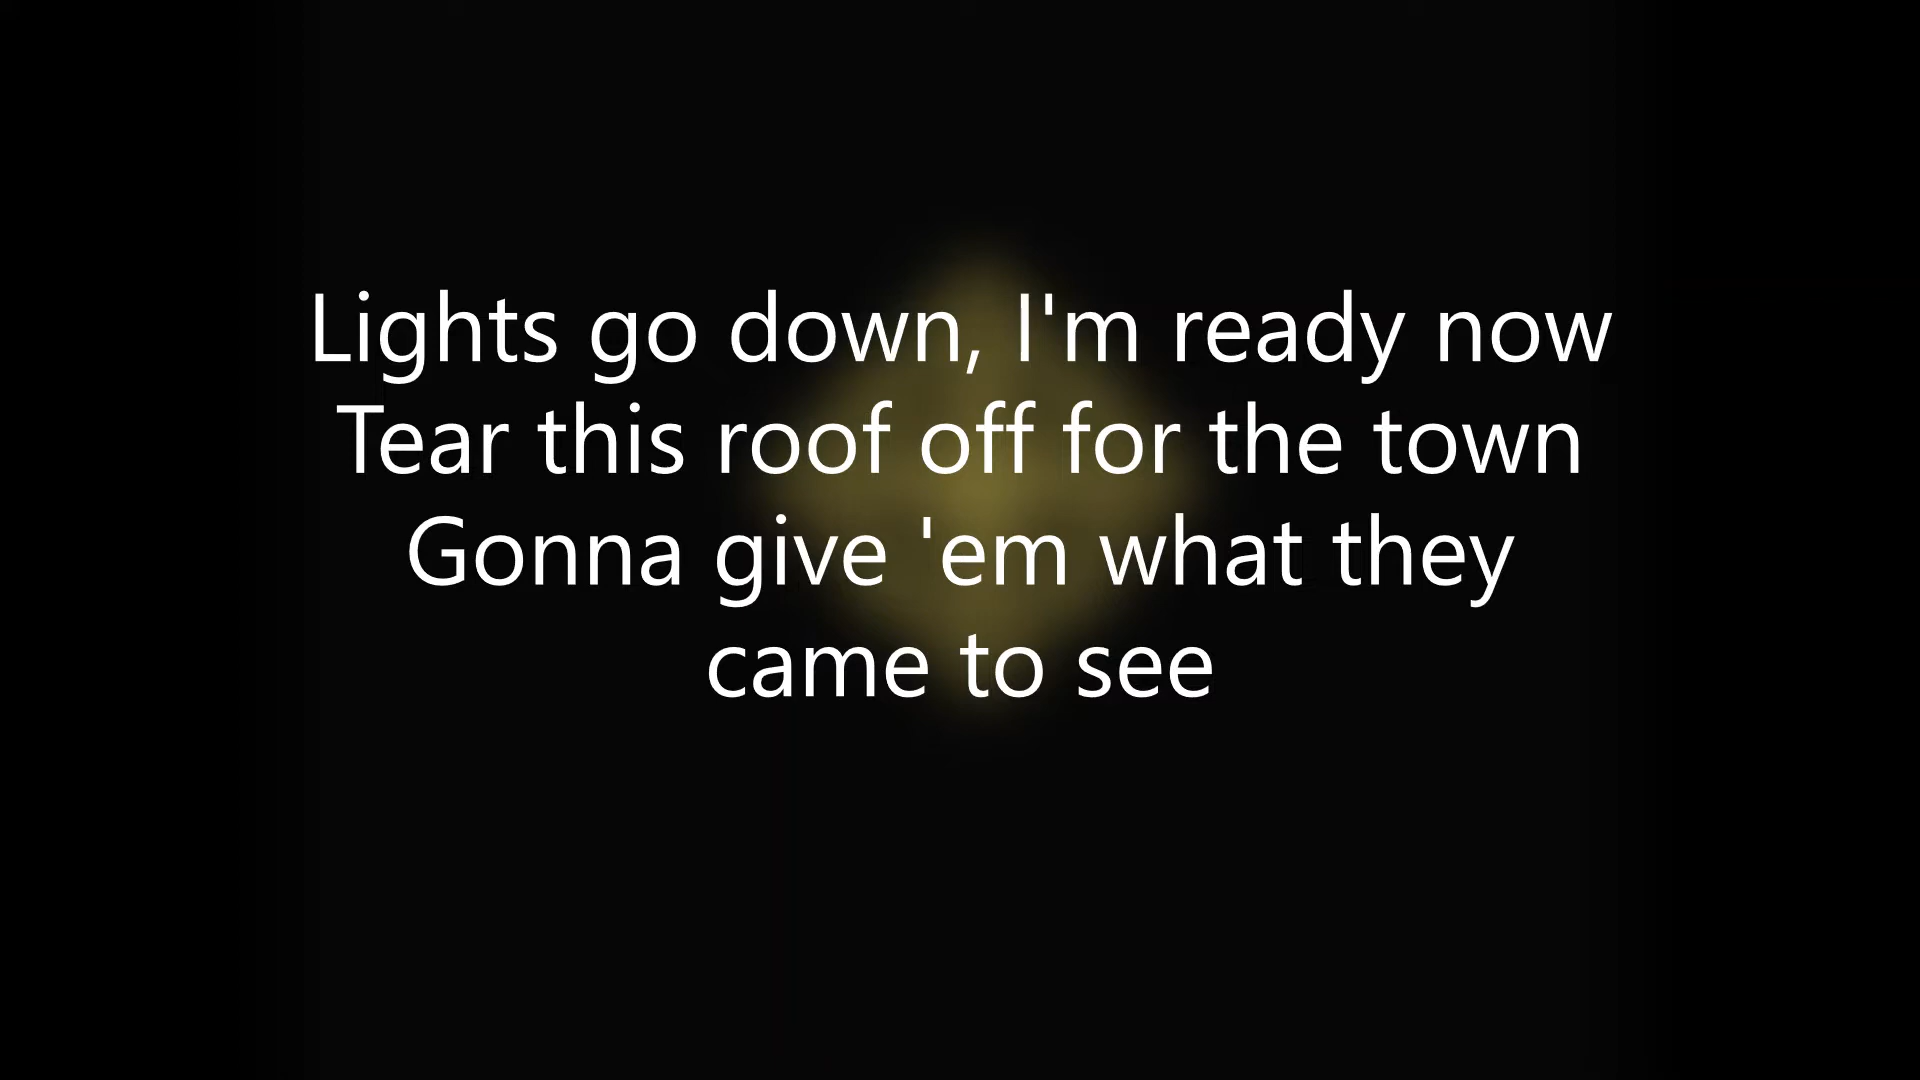 Lights go down, I'm ready now
Tear this roof off for the town
Gonna give 'em what they
came to see